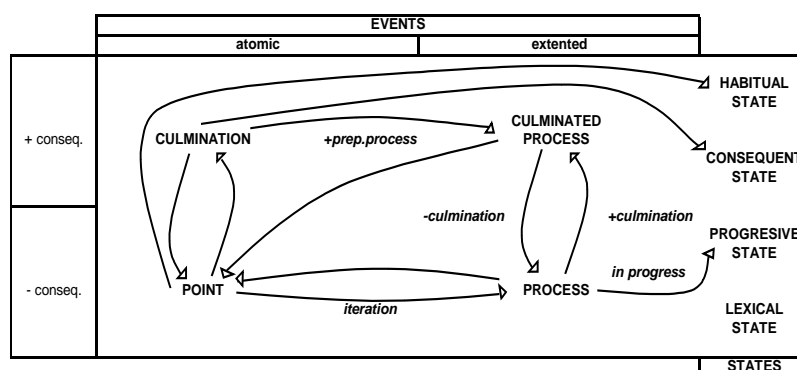 EVENTS
atomic
extented
HABITUAL
STATE
+ conseq.
CULMINATION
+prep.process
CULMINATED
PROCESS
CONSEQUENT
STATE
-culmination
+culmination
PROGRESIVE
STATE
in progress
- conseq.
POINT
iteration
PROCESS
LEXICAL
STATE
STATES